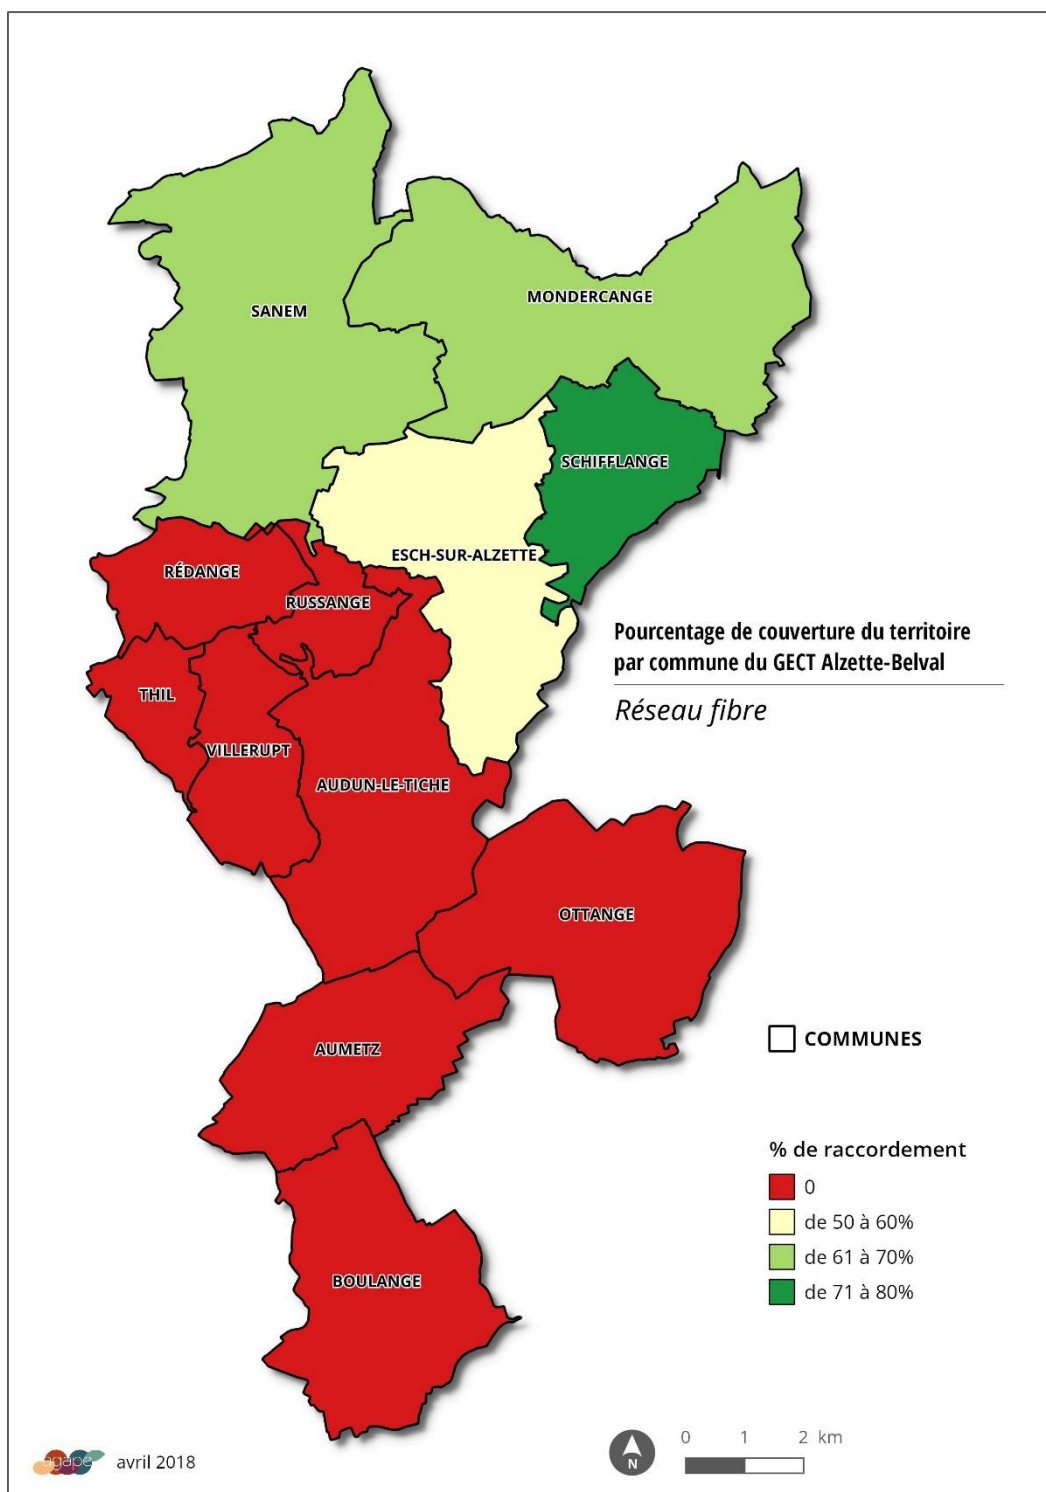 SANEM
MONDERCANGE
SCHIFFLANGE
ESCH-SUR-ALZETTE
RÉDANGE
RUSSANGE
Pourcentage de couverture du territoire
par commune du GECT Alzette-Belval
Réseau fibre
THIL
VILLERUPT
AUDUN-LE-TICHE
OTTANGE
AUMETZ
BOULANGE
COMMUNES
% de raccordement
0
de 50 à 60%
de 61 à 70%
de 71 à 80%
agape avril 2018
N
0 1 2 km